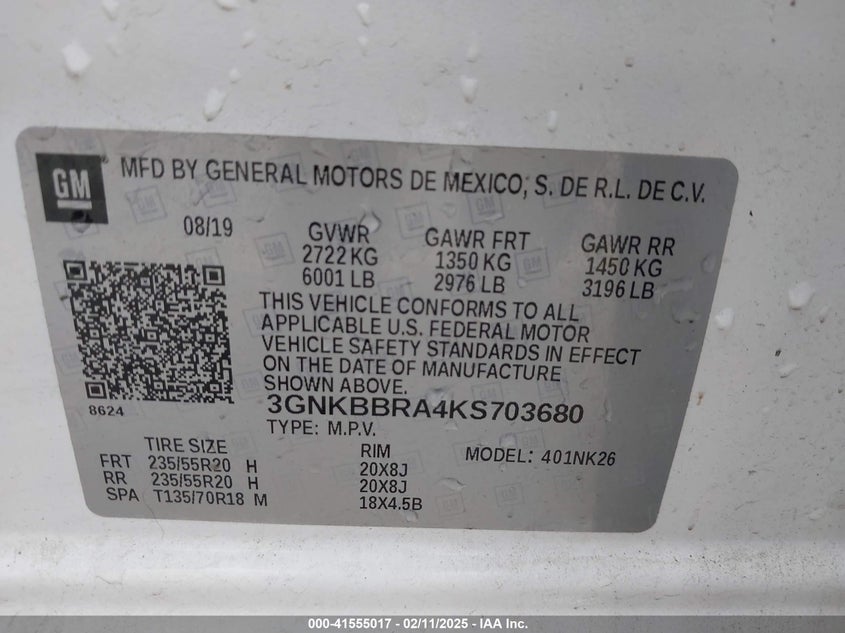 GM
MFD BY GENERAL MOTORS DE MEXICO, S. DE R.L. DE C.V.
08/19 GVWR GAWR FRT GAWR RR
2722 KG 1350 KG 1450 KG
6001 LB 2976 LB 3196 LB
THIS VEHICLE CONFORMS TO ALL
APPLICABLE U.S. FEDERAL MOTOR
VEHICLE SAFETY STANDARDS IN EFFECT
ON THE DATE OF MANUFACTURE
SHOWN ABOVE.
8624
3GNKBBRA4KS703680
TYPE: M.P.V.
TIRE SIZE RIM MODEL: 401NK26
FRT 235/55R20 H 20X8J
RR 235/55R20 H 20X8J
SPA T135/70R18 M 18X4.5B
000-41555017 - 02/11/2025 - IAA Inc.